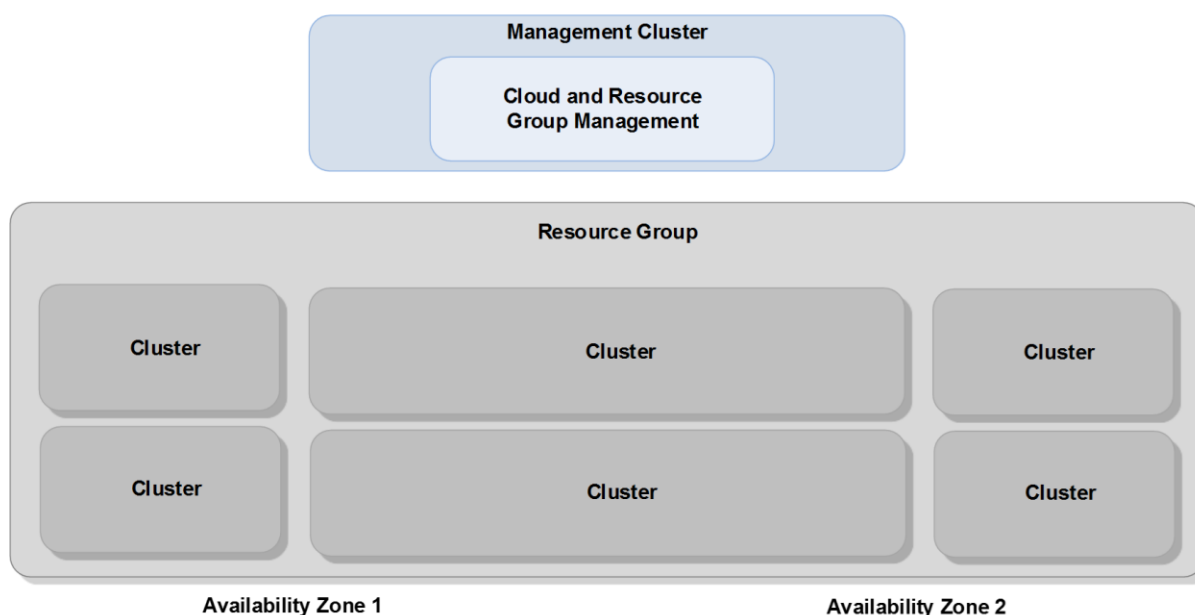 Management Cluster
Cloud and Resource
Group Management
Resource Group
Cluster
Cluster
Cluster
Cluster
Cluster
Cluster
Availability Zone 1
Availability Zone 2